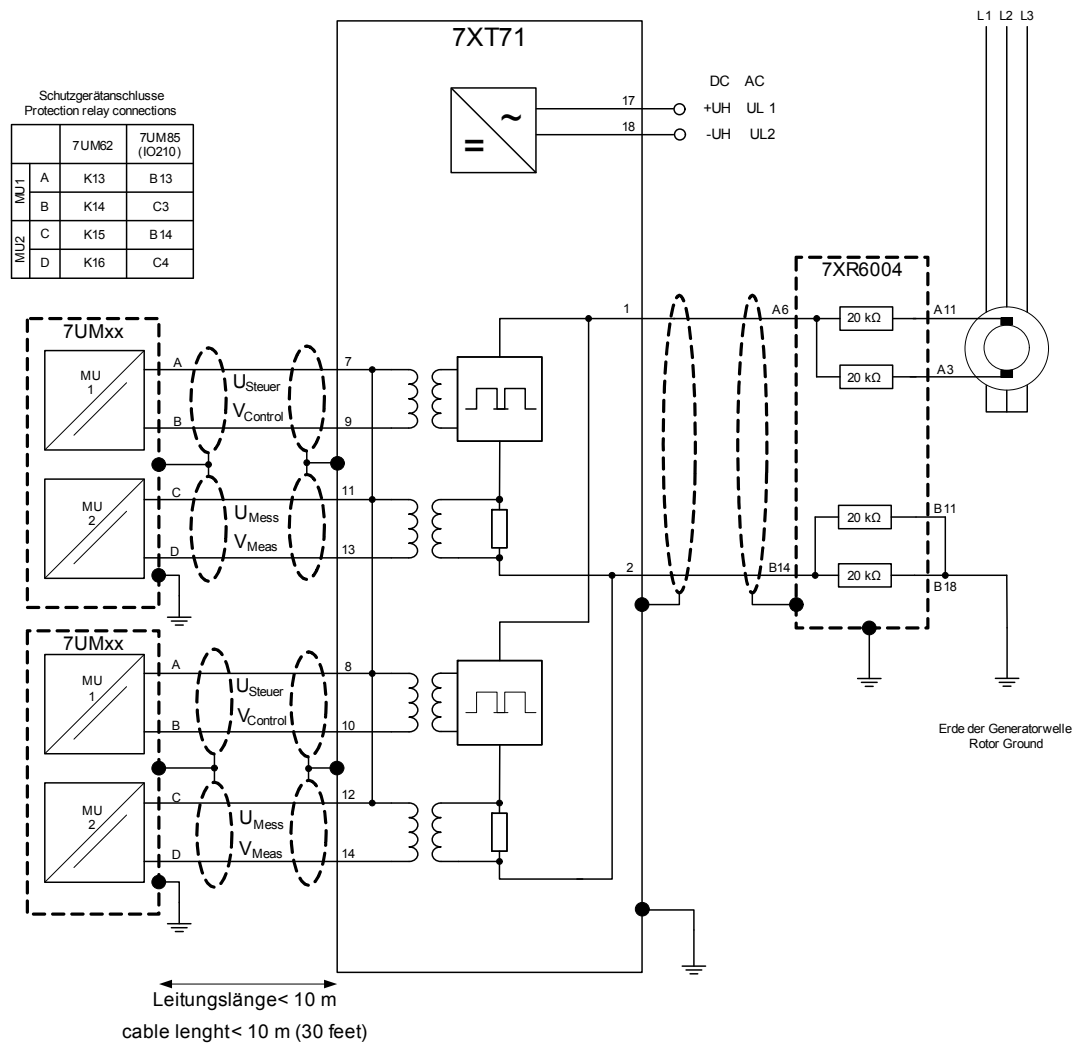 7XT71
L1 L2 L3
DC AC
17 +UH UL 1
18 -UH UL2
Schutzgerätanschlusse
Protection relay connections
7UM62 7UM85
(IO210)
MU1 A K13 B13
B K14 C3
MU2 C K15 B14
D K16 C4
7XR6004
1 A6 20 kΩ A11
20 kΩ A3
7UMxx
MU
1
A 7
USteuer
VControl
B 9
MU
2
C 11
UMess
VMeas
D 13
20 kΩ B11
2 B14 20 kΩ B18
7UMxx
MU
1
A 8
USteuer
VControl
B 10
MU
2
C 12
UMess
VMeas
D 14
Erde der Generatorwelle
Rotor Ground
Leitungslänge< 10 m
cable lenght< 10 m (30 feet)